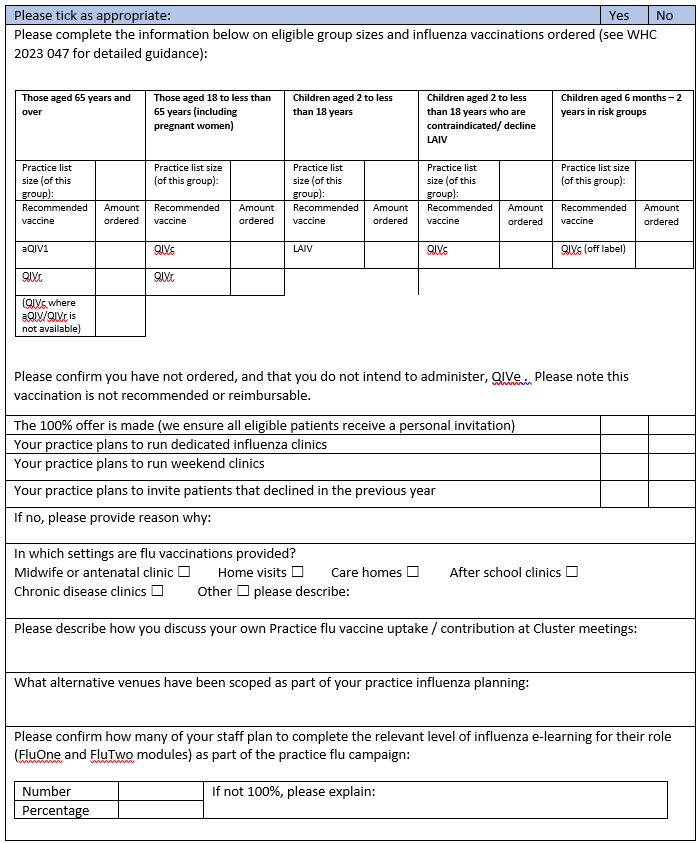 Please tick as appropriate: Yes No
Please complete the information below on eligible group sizes and influenza vaccinations ordered (see WHC
2023 047 for detailed guidance):
Those aged 65 years and
over
Those aged 18 to less than
65 years (including
pregnant women)
Children aged 2 to less
than 18 years
Children aged 2 to less
than 18 years who are
contraindicated/ decline
LAIV
Children aged 6 months – 2
years in risk groups
Practice list
size (of this
group):
Practice list size
(of this group):
Practice list
size (of this
group):
Practice list
size (of this
group):
Practice list size
(of this group):
Recommended
vaccine
Amount
ordered
Recommended
vaccine
Amount
ordered
Recommended
vaccine
Amount
ordered
Recommended
vaccine
Amount
ordered
Recommended
vaccine
Amount
ordered
aQIV1
QIVc
LAIV
QIVc
QIVc (off label)
QIVr
QIVr
(QIVc where
aQIV/QIVr is
not available)
Please confirm you have not ordered, and that you do not intend to administer, QIVe . Please note this
vaccination is not recommended or reimbursable.
The 100% offer is made (we ensure all eligible patients receive a personal invitation)
Your practice plans to run dedicated influenza clinics
Your practice plans to run weekend clinics
Your practice plans to invite patients that declined in the previous year
If no, please provide reason why:
In which settings are flu vaccinations provided?
Midwife or antenatal clinic ☐ Home visits ☐ Care homes ☐ After school clinics ☐
Chronic disease clinics ☐ Other ☐ please describe:
Please describe how you discuss your own Practice flu vaccine uptake / contribution at Cluster meetings:
What alternative venues have been scoped as part of your practice influenza planning:
Please confirm how many of your staff plan to complete the relevant level of influenza e-learning for their role
(FluOne and FluTwo modules) as part of the practice flu campaign:
Number
If not 100%, please explain:
Percentage